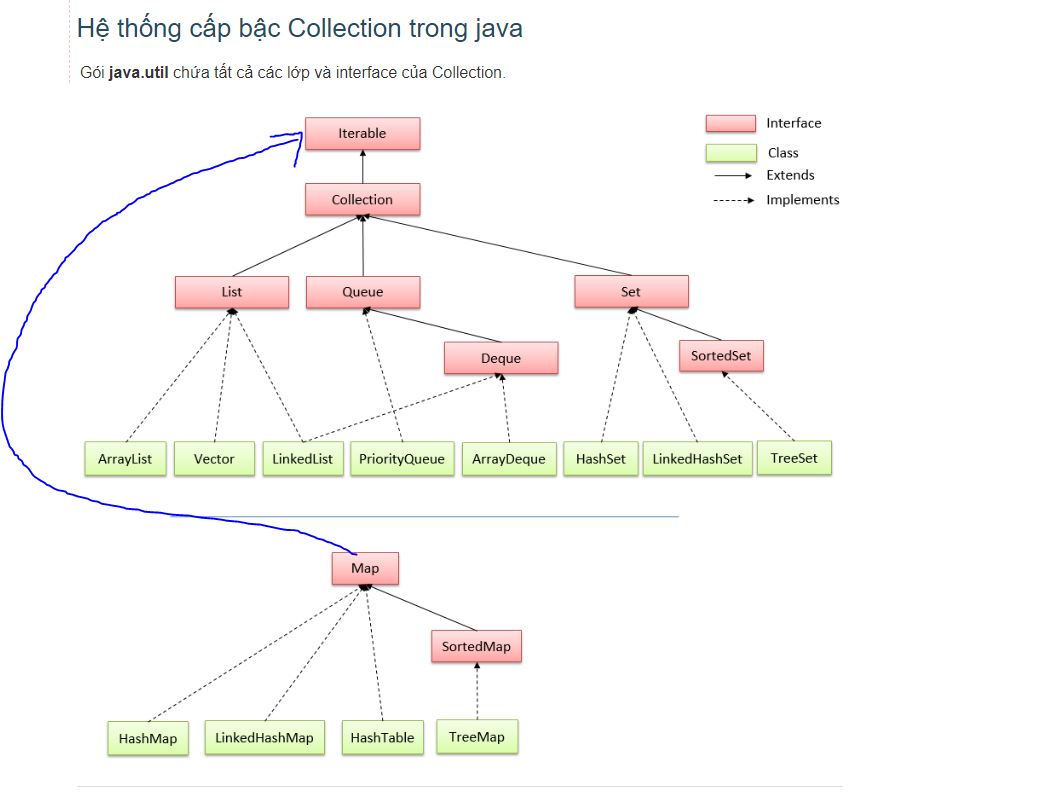 Hệ thống cấp bậc Collection trong java
Gói java.util chứa tất cả các lớp và interface của Collection.
Iterable
Interface
Class
Extends
Implements
Collection
List
Queue
Set
Deque
SortedSet
ArrayList
Vector
LinkedList
PriorityQueue
ArrayDeque
HashSet
LinkedHashSet
TreeSet
Map
SortedMap
HashMap
LinkedHashMap
HashTable
TreeMap